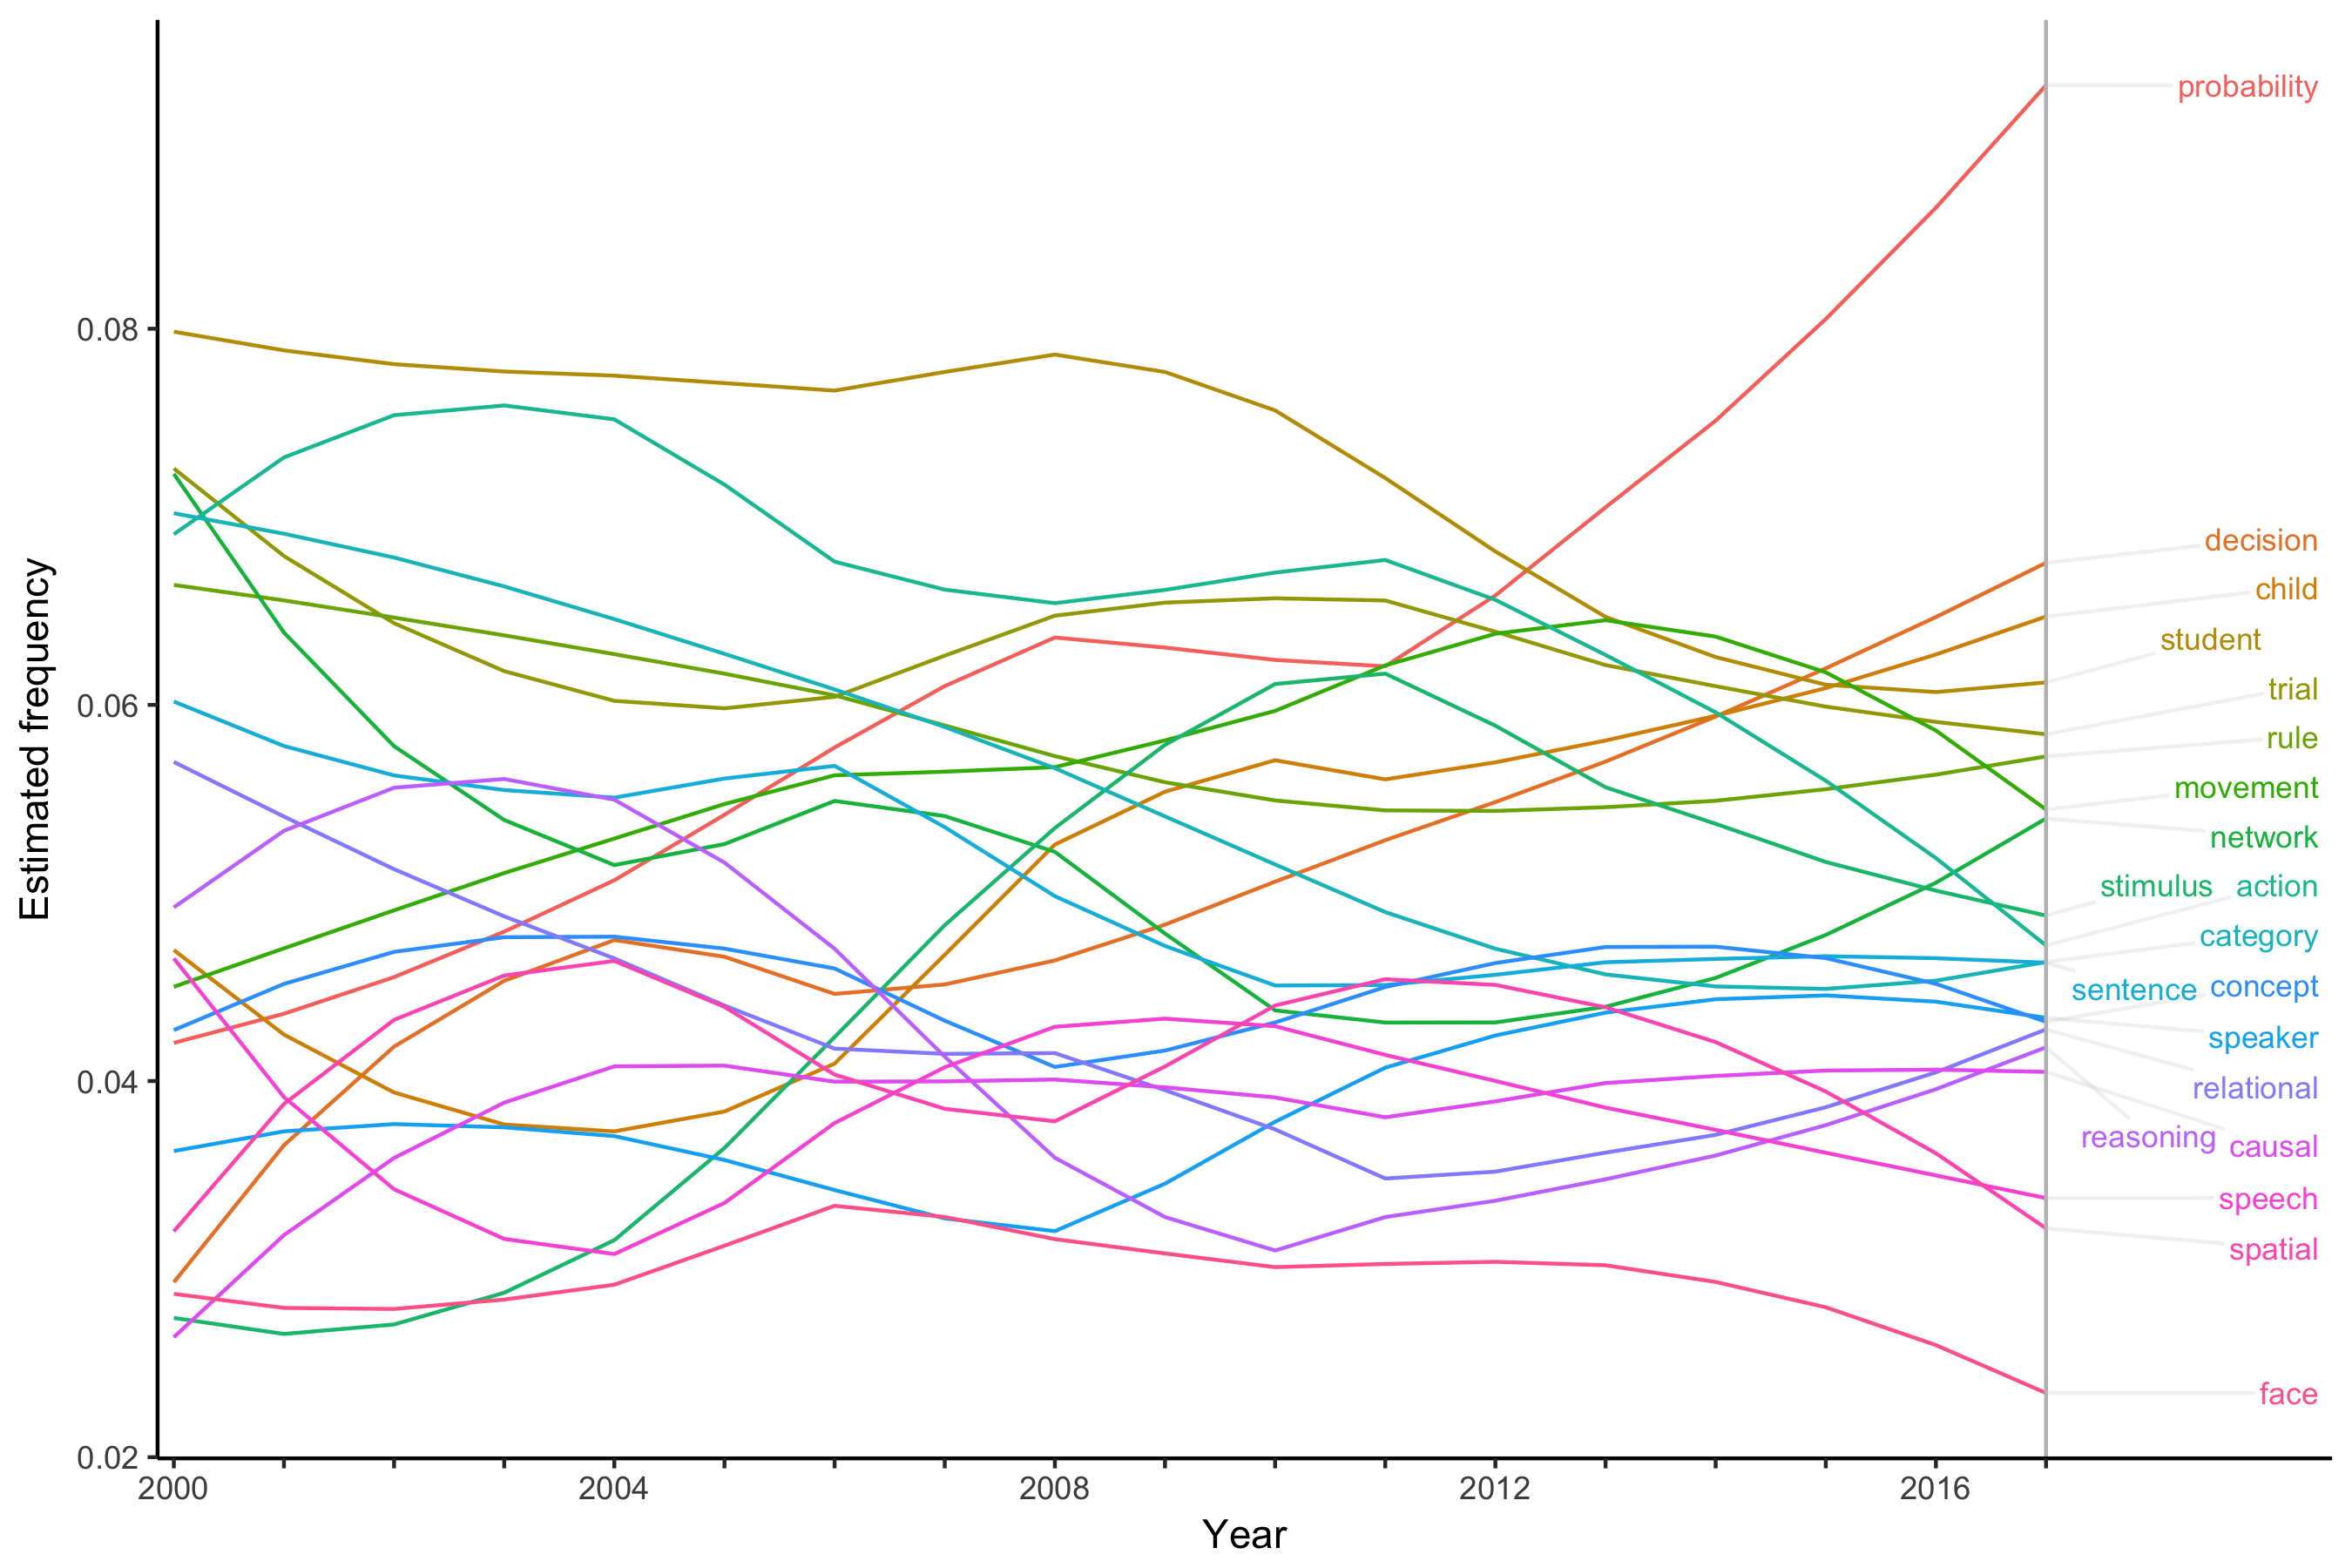 Estimated frequency
0.08
0.06
0.04
0.02
2000
2004
2008
2012
2016
Year
probability
decision
child
student
trial
rule
movement
network
stimulus
action
category
sentence
concept
speaker
relational
reasoning
causal
speech
spatial
face